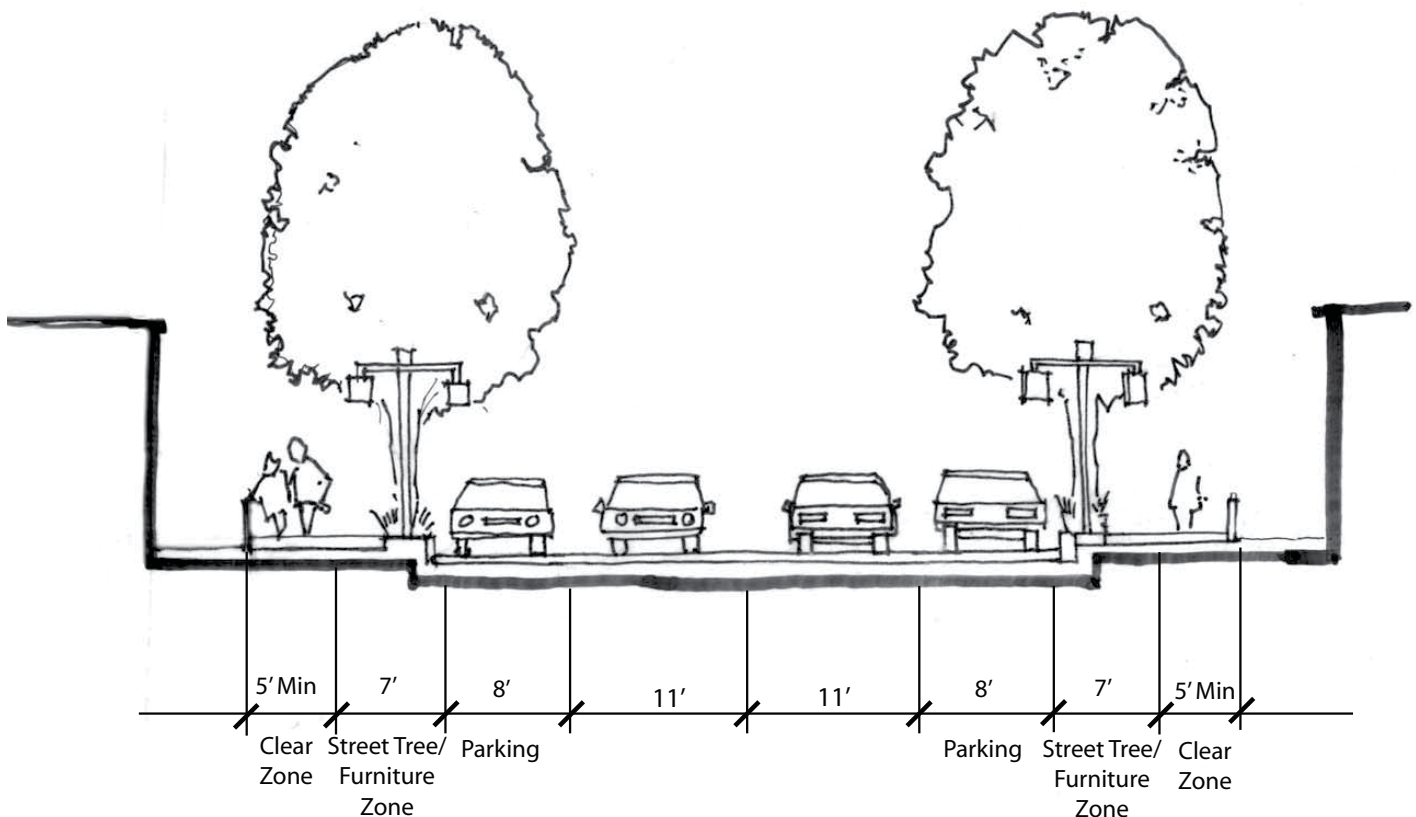 5' Min 7' 8' 11' 11' 8' 7' 5' Min
Clear Zone
Street Tree/ Furniture Zone
Parking
Parking
Street Tree/ Furniture Zone
Clear Zone